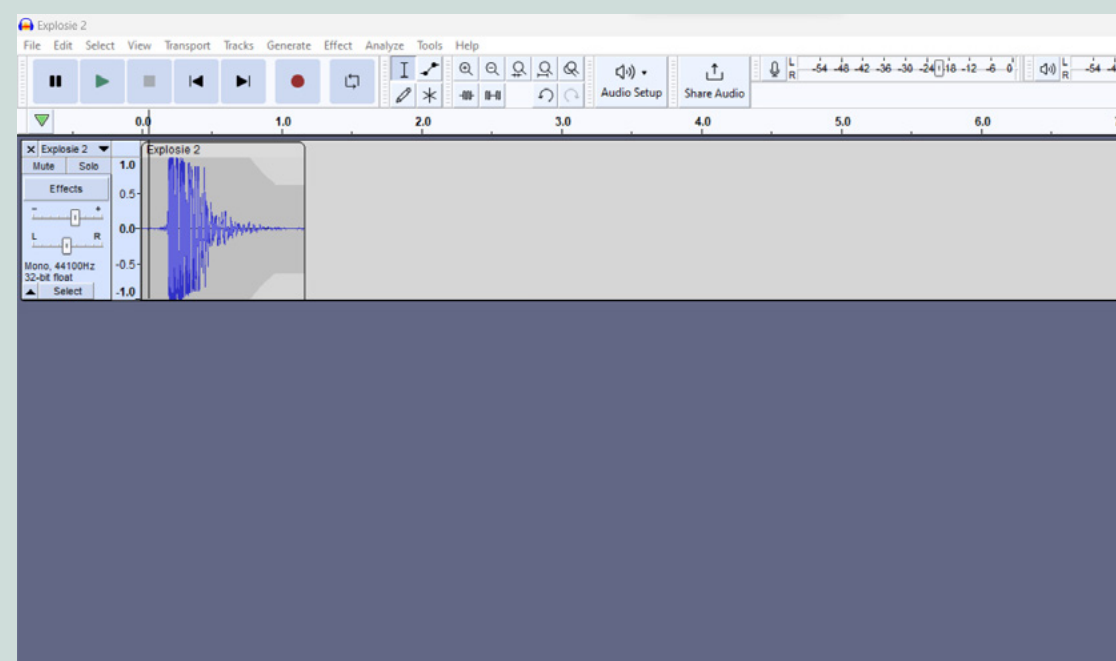 Explosie 2
File Edit Select View Transport Tracks Generate Effect Analyze Tools Help
L
R
-54 -48 -42 -36 -30 -24 -18 -12 -6 0
L
R
-54
Audio Setup
Share Audio
0.0 1.0 2.0 3.0 4.0 5.0 6.0
Explosie 2
Mute Solo
Effects
- +
L R
Mono, 44100Hz
32-bit float
Select
1.0
0.5
0.0
-0.5
-1.0
Explosie 2